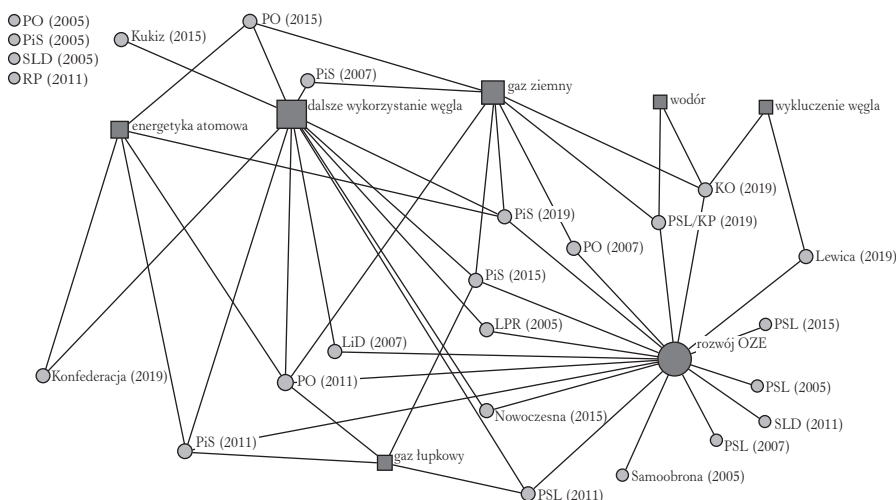 PO (2005)
PiS (2005)
SLD (2005)
RP (2011)
PO (2015)
Kukiz (2015)
PiS (2007)
gaz ziemny
dalsze wykorzystanie węgla
wodór
wykluczenie węgla
energetyka atomowa
KO (2019)
PiS (2019)
PSL/KP (2019)
PO (2007)
Lewica (2019)
PiS (2015)
LPR (2005)
PSL (2015)
rozwój OZE
LiD (2007)
Konfederacja (2019)
PO (2011)
PSL (2005)
Nowoczesna (2015)
SLD (2011)
PiS (2011)
PSL (2007)
gaz łupkowy
Samoobrona (2005)
PSL (2011)